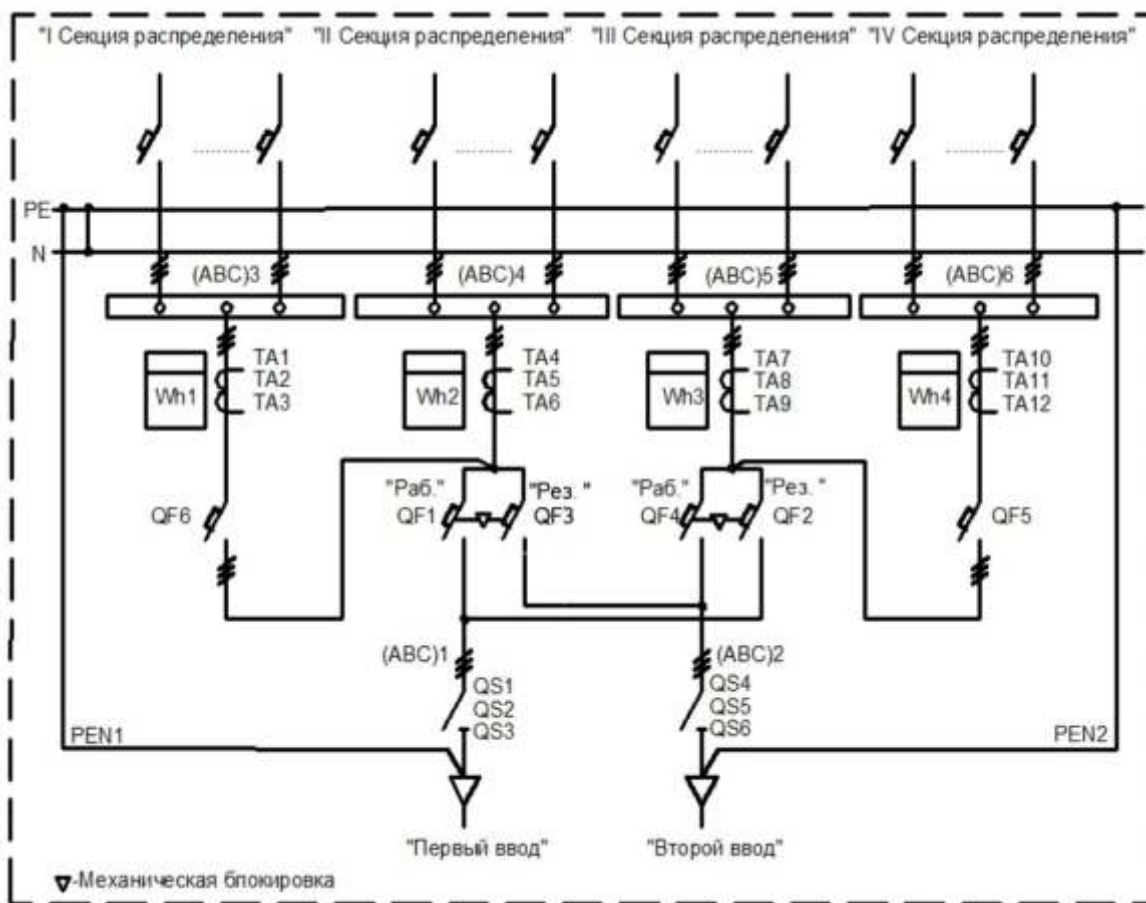 "I Секция распределения" "II Секция распределения" "III Секция распределения" "IV Секция распределения"
PE
N
(ABC)3 (ABC)4 (ABC)5 (ABC)6
TA1 TA4 TA7 TA10
Wh1 TA2 Wh2 TA5 Wh3 TA8 Wh4 TA11
TA3 TA6 TA9 TA12
"Раб." "Рез. " "Раб." "Рез. "
QF6 QF1 QF3 QF4 QF2 QF5
(ABC)1 (ABC)2
QS1 QS4
QS2 QS5
QS3 QS6
PEN1 PEN2
"Первый ввод" "Второй ввод"
-Механическая блокировка